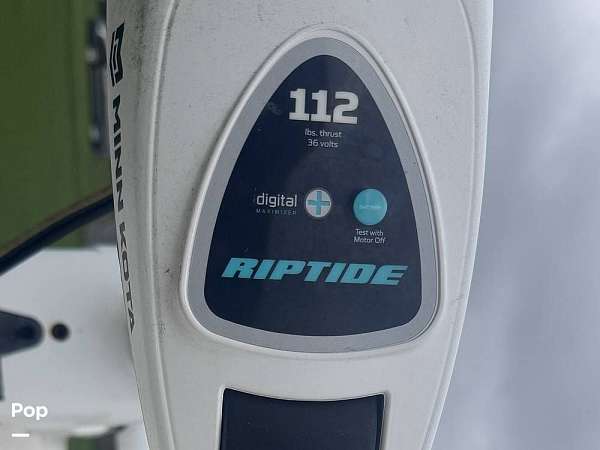 112
lbs. thrust
36 volts
digital
MAXIMIZER
Test with
Motor Off
RIPTIDE
MINN KOTA
Pop